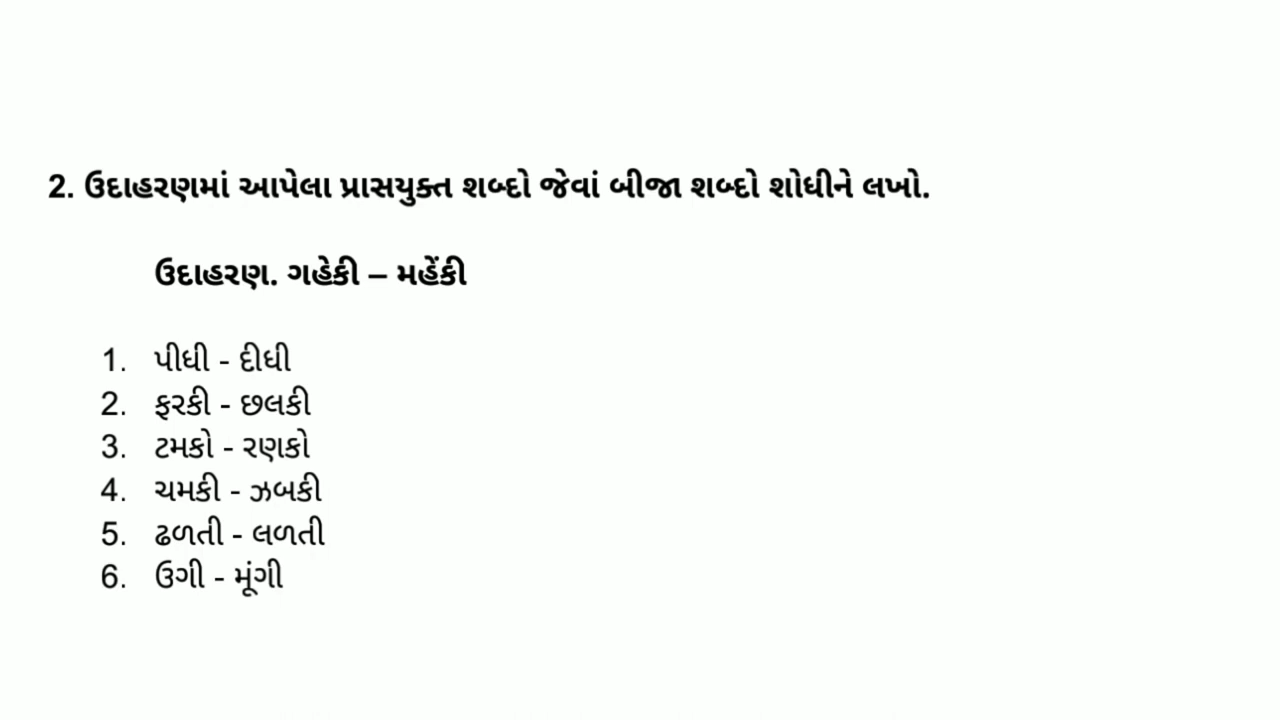 2. ઉદાહરણમાં આપેલા પ્રાસયુક્ત શબ્દો જેવાં બીજા શબ્દો શોધીને લખો.
ઉદાહરણ. ગહેકી – મહેંકી
1. પીધી - દીધી
2. ફરકી - છલકી
3. ટમકો - રણકો
4. ચમકી - ઝબકી
5. ઢળતી - લળતી
6. ઉગી - મૂંગી